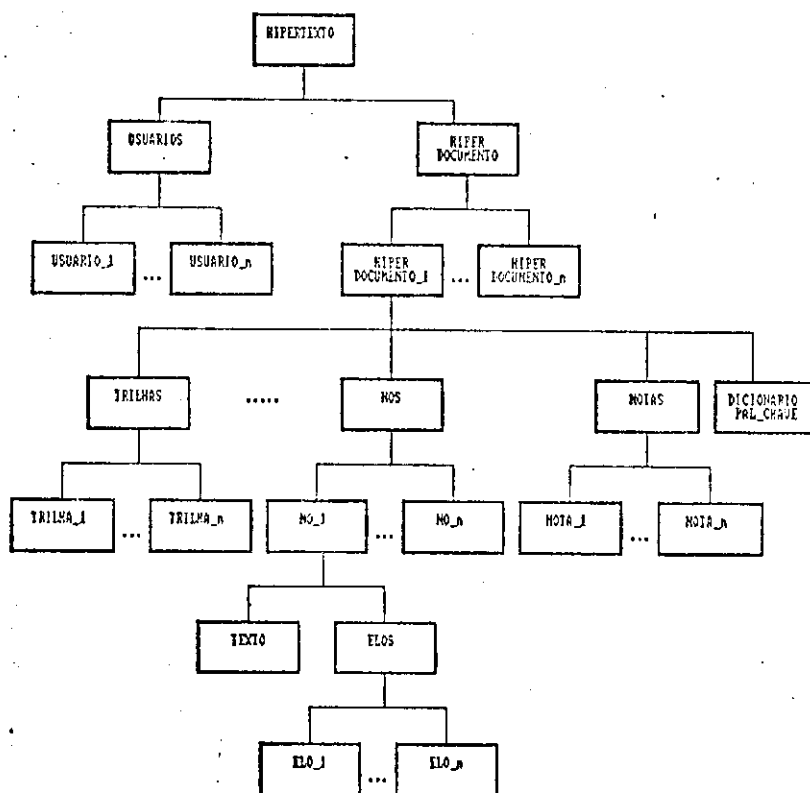 HIPERTEXTO
USUARIOS
HIPER
DOCUMENTO
USUARIO_1
...
USUARIO_n
HIPER
DOCUMENTO_1
...
HIPER
DOCUMENTO_n
TRILHAS
.....
NOS
NOTAS
DICIONARIO
PAL_CHAVE
TRILHA_1
...
TRILHA_n
NO_1
...
NO_n
NOTA_1
...
NOTA_n
TEXTO
ELOS
ELO_1
...
ELO_n